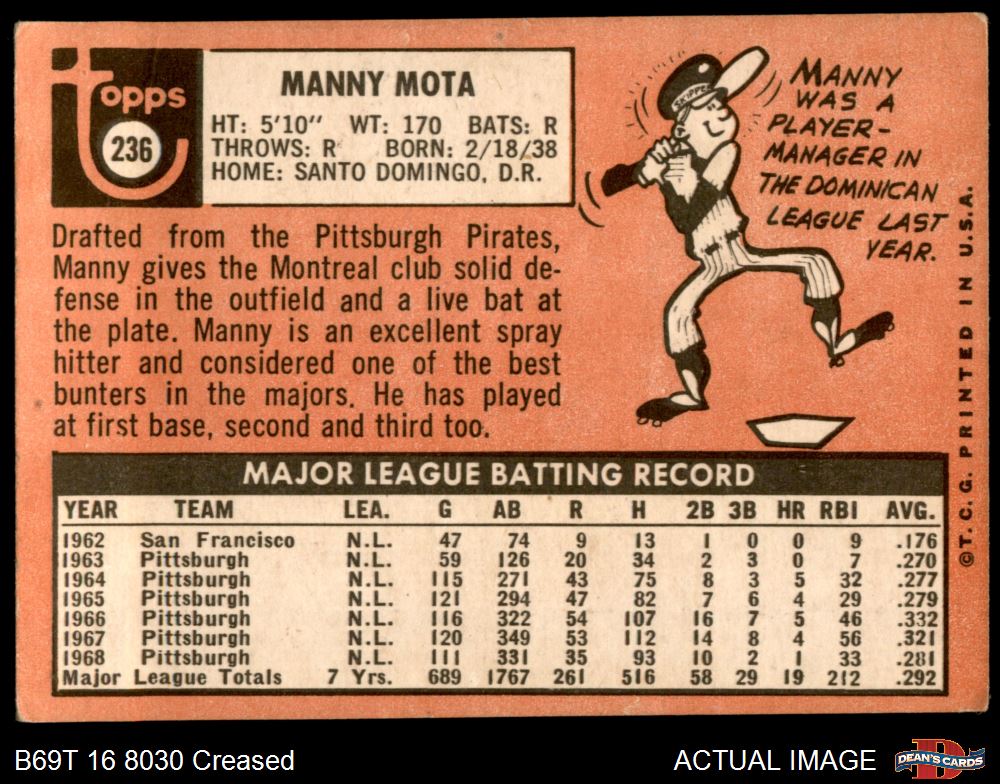 Topps
236
MANNY MOTA
HT: 5'10" WT: 170 BATS: R
THROWS: R BORN: 2/18/38
HOME: SANTO DOMINGO, D.R.
Drafted from the Pittsburgh Pirates,
Manny gives the Montreal club solid de-
fense in the outfield and a live bat at
the plate. Manny is an excellent spray
hitter and considered one of the best
bunters in the majors. He has played
at first base, second and third too.
SKIPPER
MANNY
WAS A
PLAYER-
MANAGER IN
THE DOMINICAN
LEAGUE LAST
YEAR.
©T.C.G. PRINTED IN U.S.A.
MAJOR LEAGUE BATTING RECORD
YEAR TEAM LEA. G AB R H 2B 3B HR RBI AVG.
1962 San Francisco N.L. 47 74 9 13 1 0 0 9 .176
1963 Pittsburgh N.L. 59 126 20 34 2 3 0 7 .270
1964 Pittsburgh N.L. 115 271 43 75 8 3 5 32 .277
1965 Pittsburgh N.L. 121 294 47 82 7 6 4 29 .279
1966 Pittsburgh N.L. 116 322 54 107 16 7 5 46 .332
1967 Pittsburgh N.L. 120 349 53 112 14 8 4 56 .321
1968 Pittsburgh N.L. 111 331 35 93 10 2 1 33 .281
Major League Totals 7 Yrs. 689 1767 261 516 58 29 19 212 .292
B69T 16 8030 Creased
ACTUAL IMAGE
DEAN'S CARDS